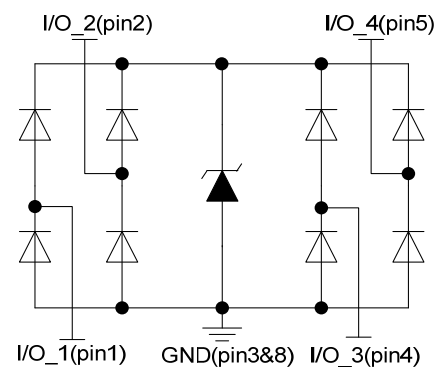 I/O_2(pin2)
I/O_4(pin5)
I/O_1(pin1)
GND(pin3&8)
I/O_3(pin4)